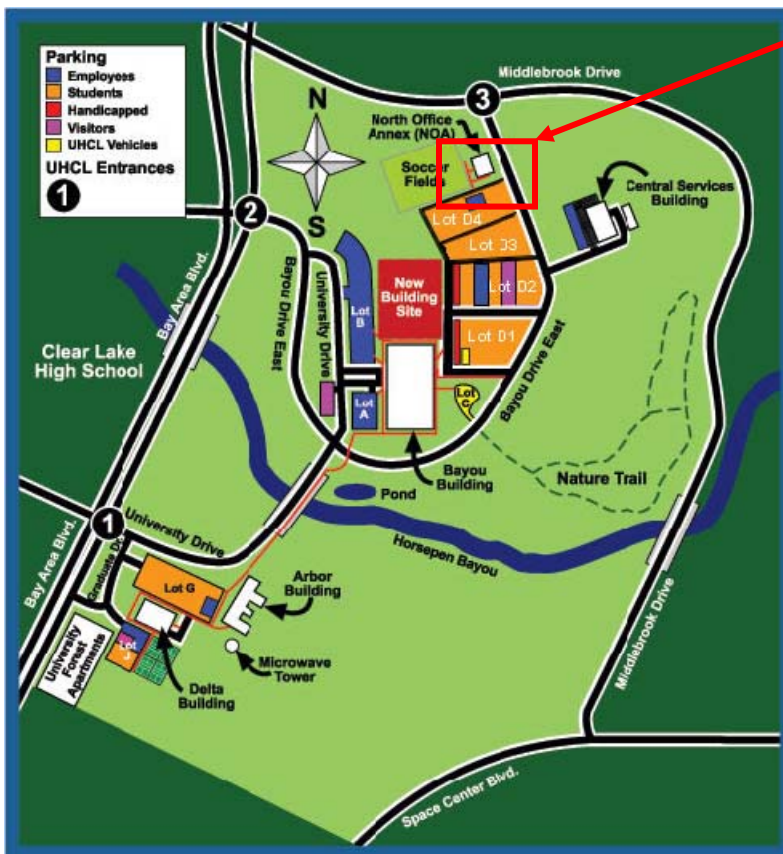 Parking
Employees
Students
Handicapped
Visitors
UHCL Vehicles
UHCL Entrances
1
N
S
Middlebrook Drive
3
North Office
Annex (NOA)
Soccer
Fields
Central Services
Building
2
Lot D4
Lot D3
Lot D2
Lot D1
New
Building
Site
Lot
B
Lot
A
Lot
C
Bay Area Blvd.
Bayou Drive East
University Drive
Bayou Drive East
Clear Lake
High School
Bayou
Building
Nature Trail
Pond
Horsepen Bayou
1
University Drive
Bay Area Blvd.
Graduate Dr.
Lot G
Arbor
Building
Microwave
Tower
Delta
Building
Lot
University
Forest
Apartments
Middlebrook Drive
Space Center Blvd.